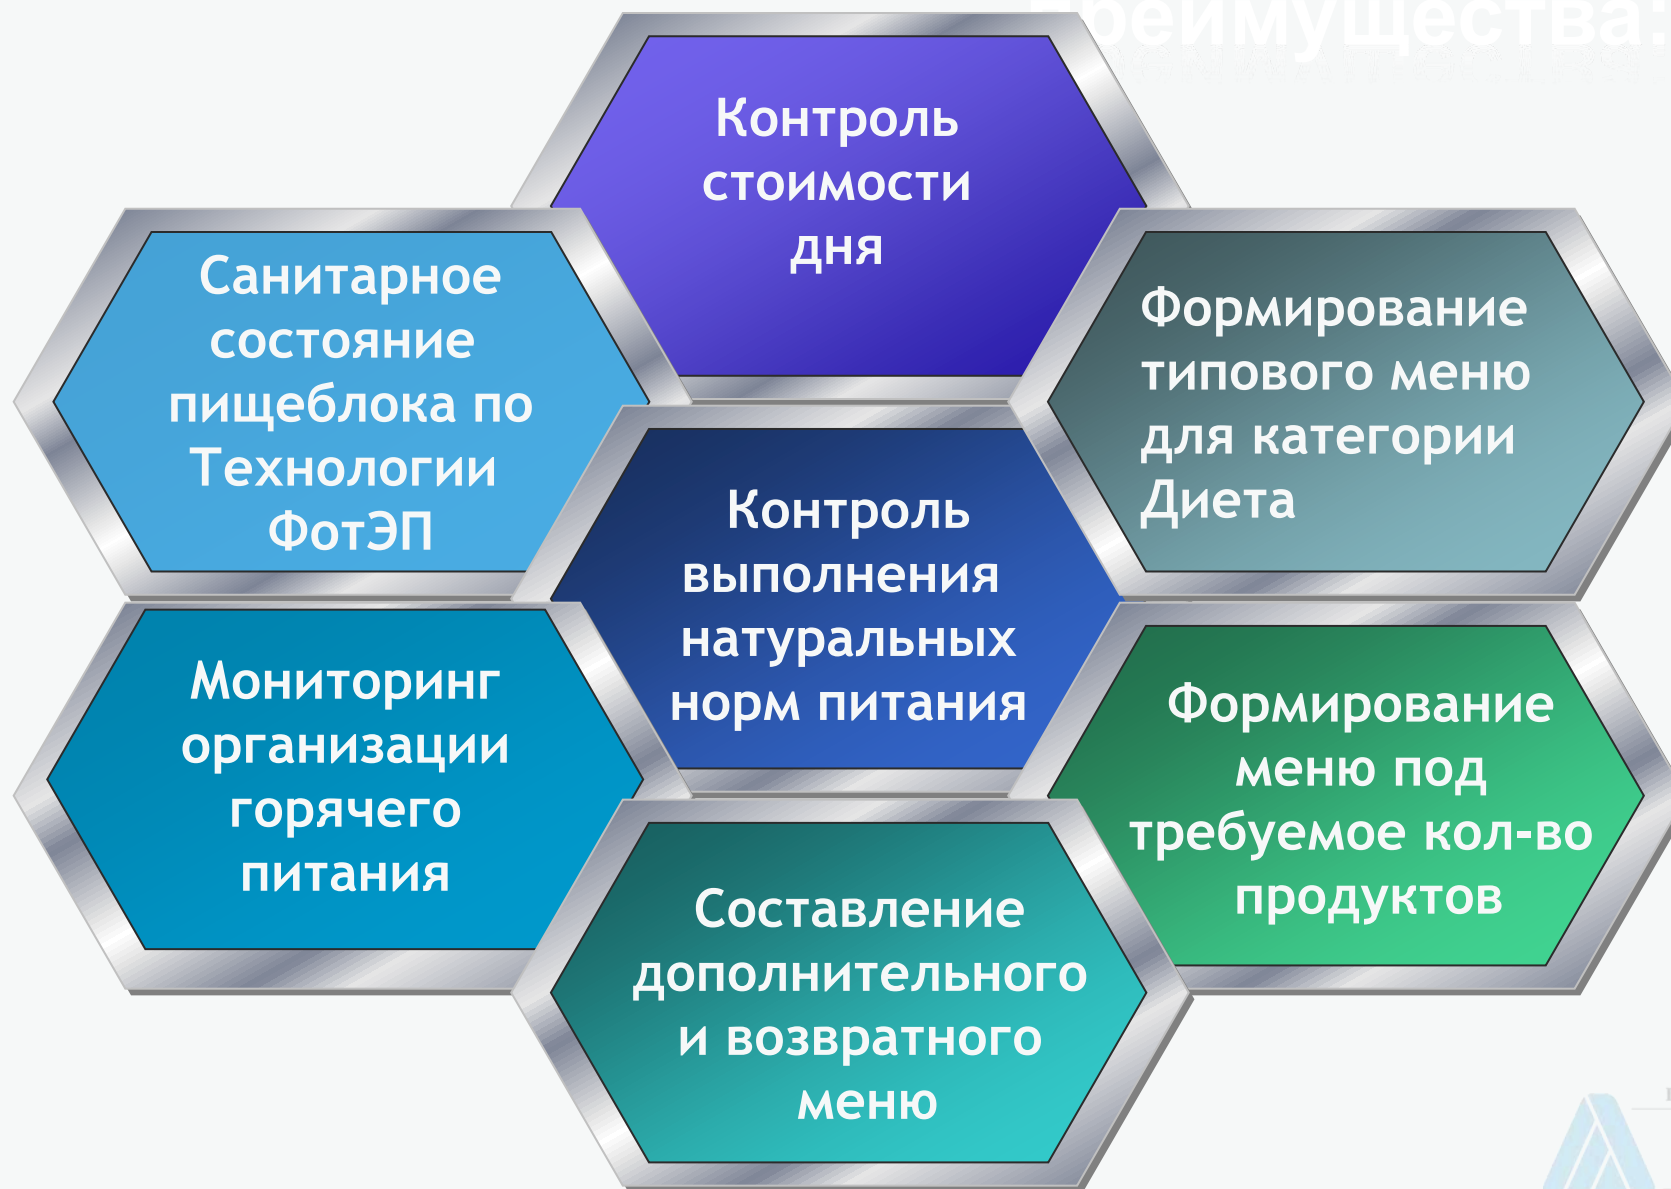 преимущества:
Контроль
стоимости
дня
Санитарное
состояние
пищеблока по
Технологии
ФотЭП
Формирование
типового меню
для категории
Диета
Контроль
выполнения
натуральных
норм питания
Мониторинг
организации
горячего
питания
Формирование
меню под
требуемое кол-во
продуктов
Составление
дополнительного
и возвратного
меню